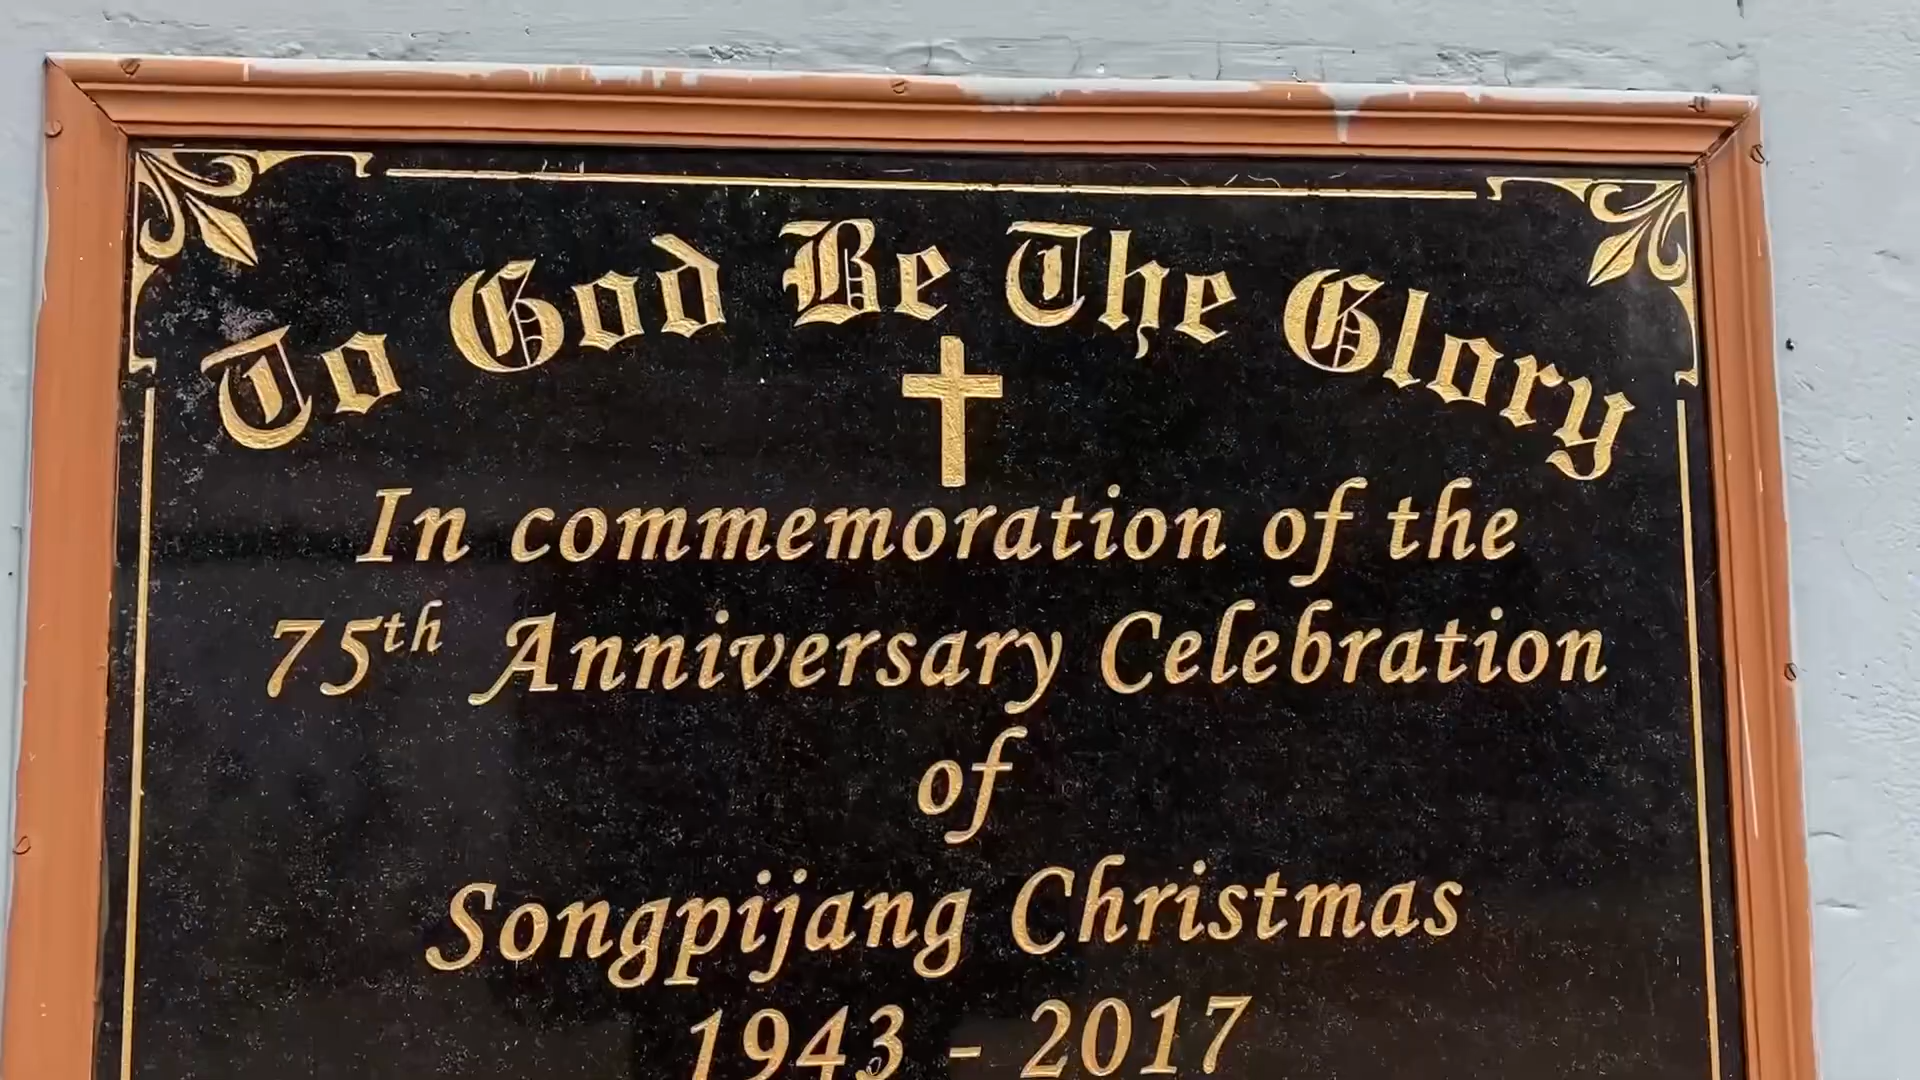 To God Be The Glory
In commemoration of the
75th Anniversary Celebration
of
Songpijang Christmas
1943 - 2017